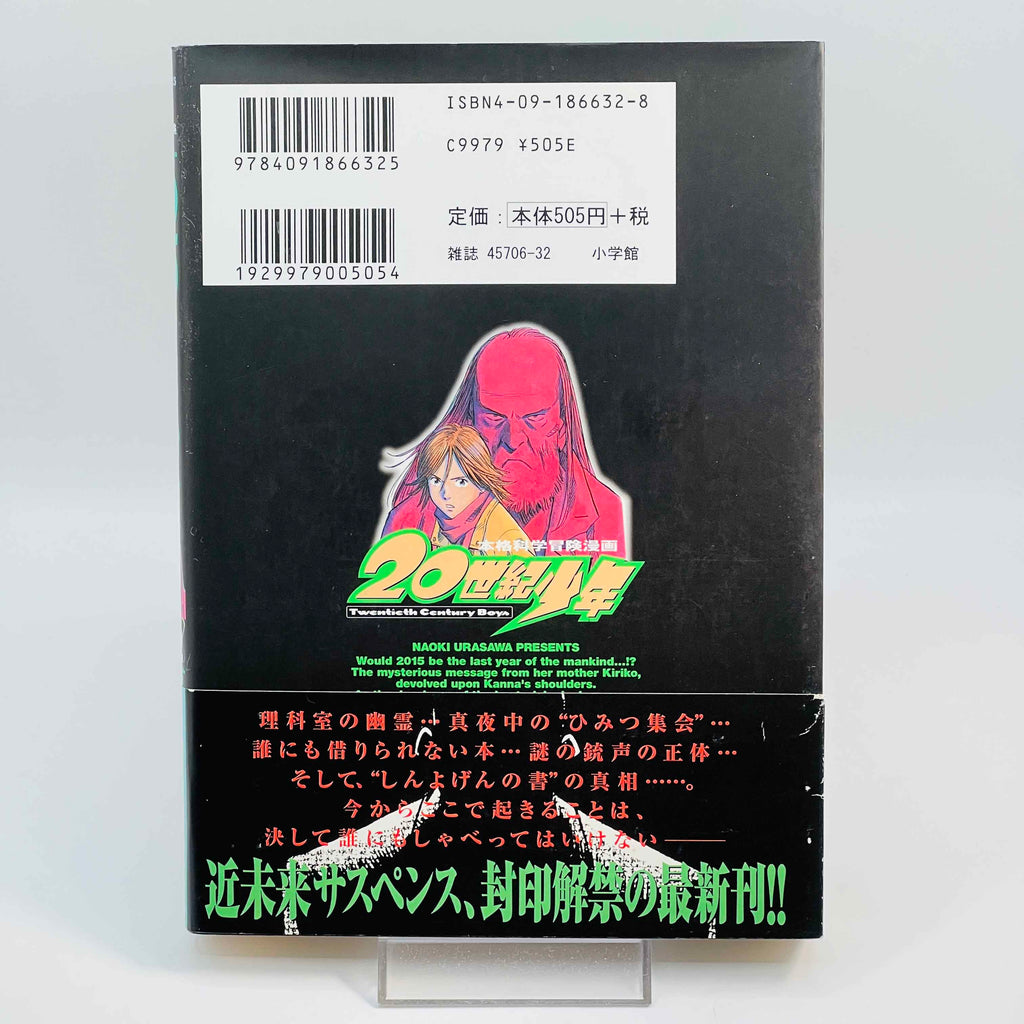 ISBN4-09-186632-8
9784091866325
C9979 ¥505E
定価：本体505円+税
1929979005054
雑誌 45706-32 小学館
本格科学冒険漫画
20世紀少年
Twentieth Century Boys
NAOKI URASAWA PRESENTS
Would 2015 be the last year of the mankind...!?
The mysterious message from her mother Kiriko,
devolved upon Kanna's shoulders.
理科室の幽霊…真夜中の“ひみつ集会”…
誰にも借りられない本…謎の銃声の正体…
そして、“しんよげんの書”の真相……。
今からここで起きることは、
決して誰にもしゃべってはいけない───
近未来サスペンス、封印解禁の最新刊!!